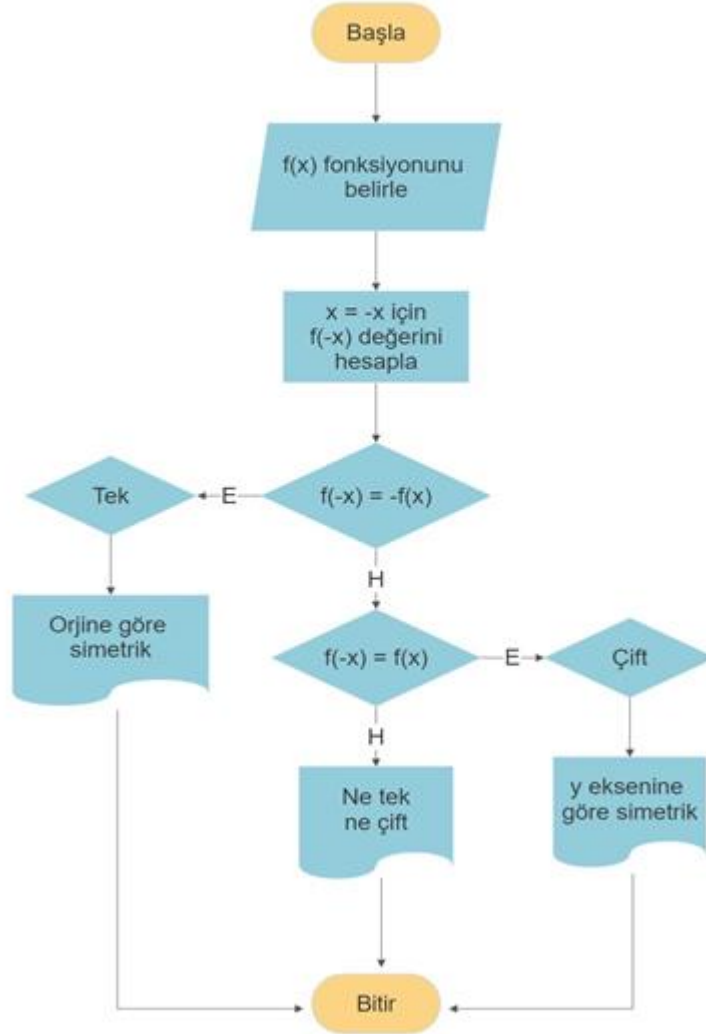 Başla
f(x) fonksiyonunu
belirle
x = -x için
f(-x) değerini
hesapla
Tek
E
f(-x) = -f(x)
H
Orjine göre
simetrik
f(-x) = f(x)
E
Çift
H
Ne tek
ne çift
y eksenine
göre simetrik
Bitir